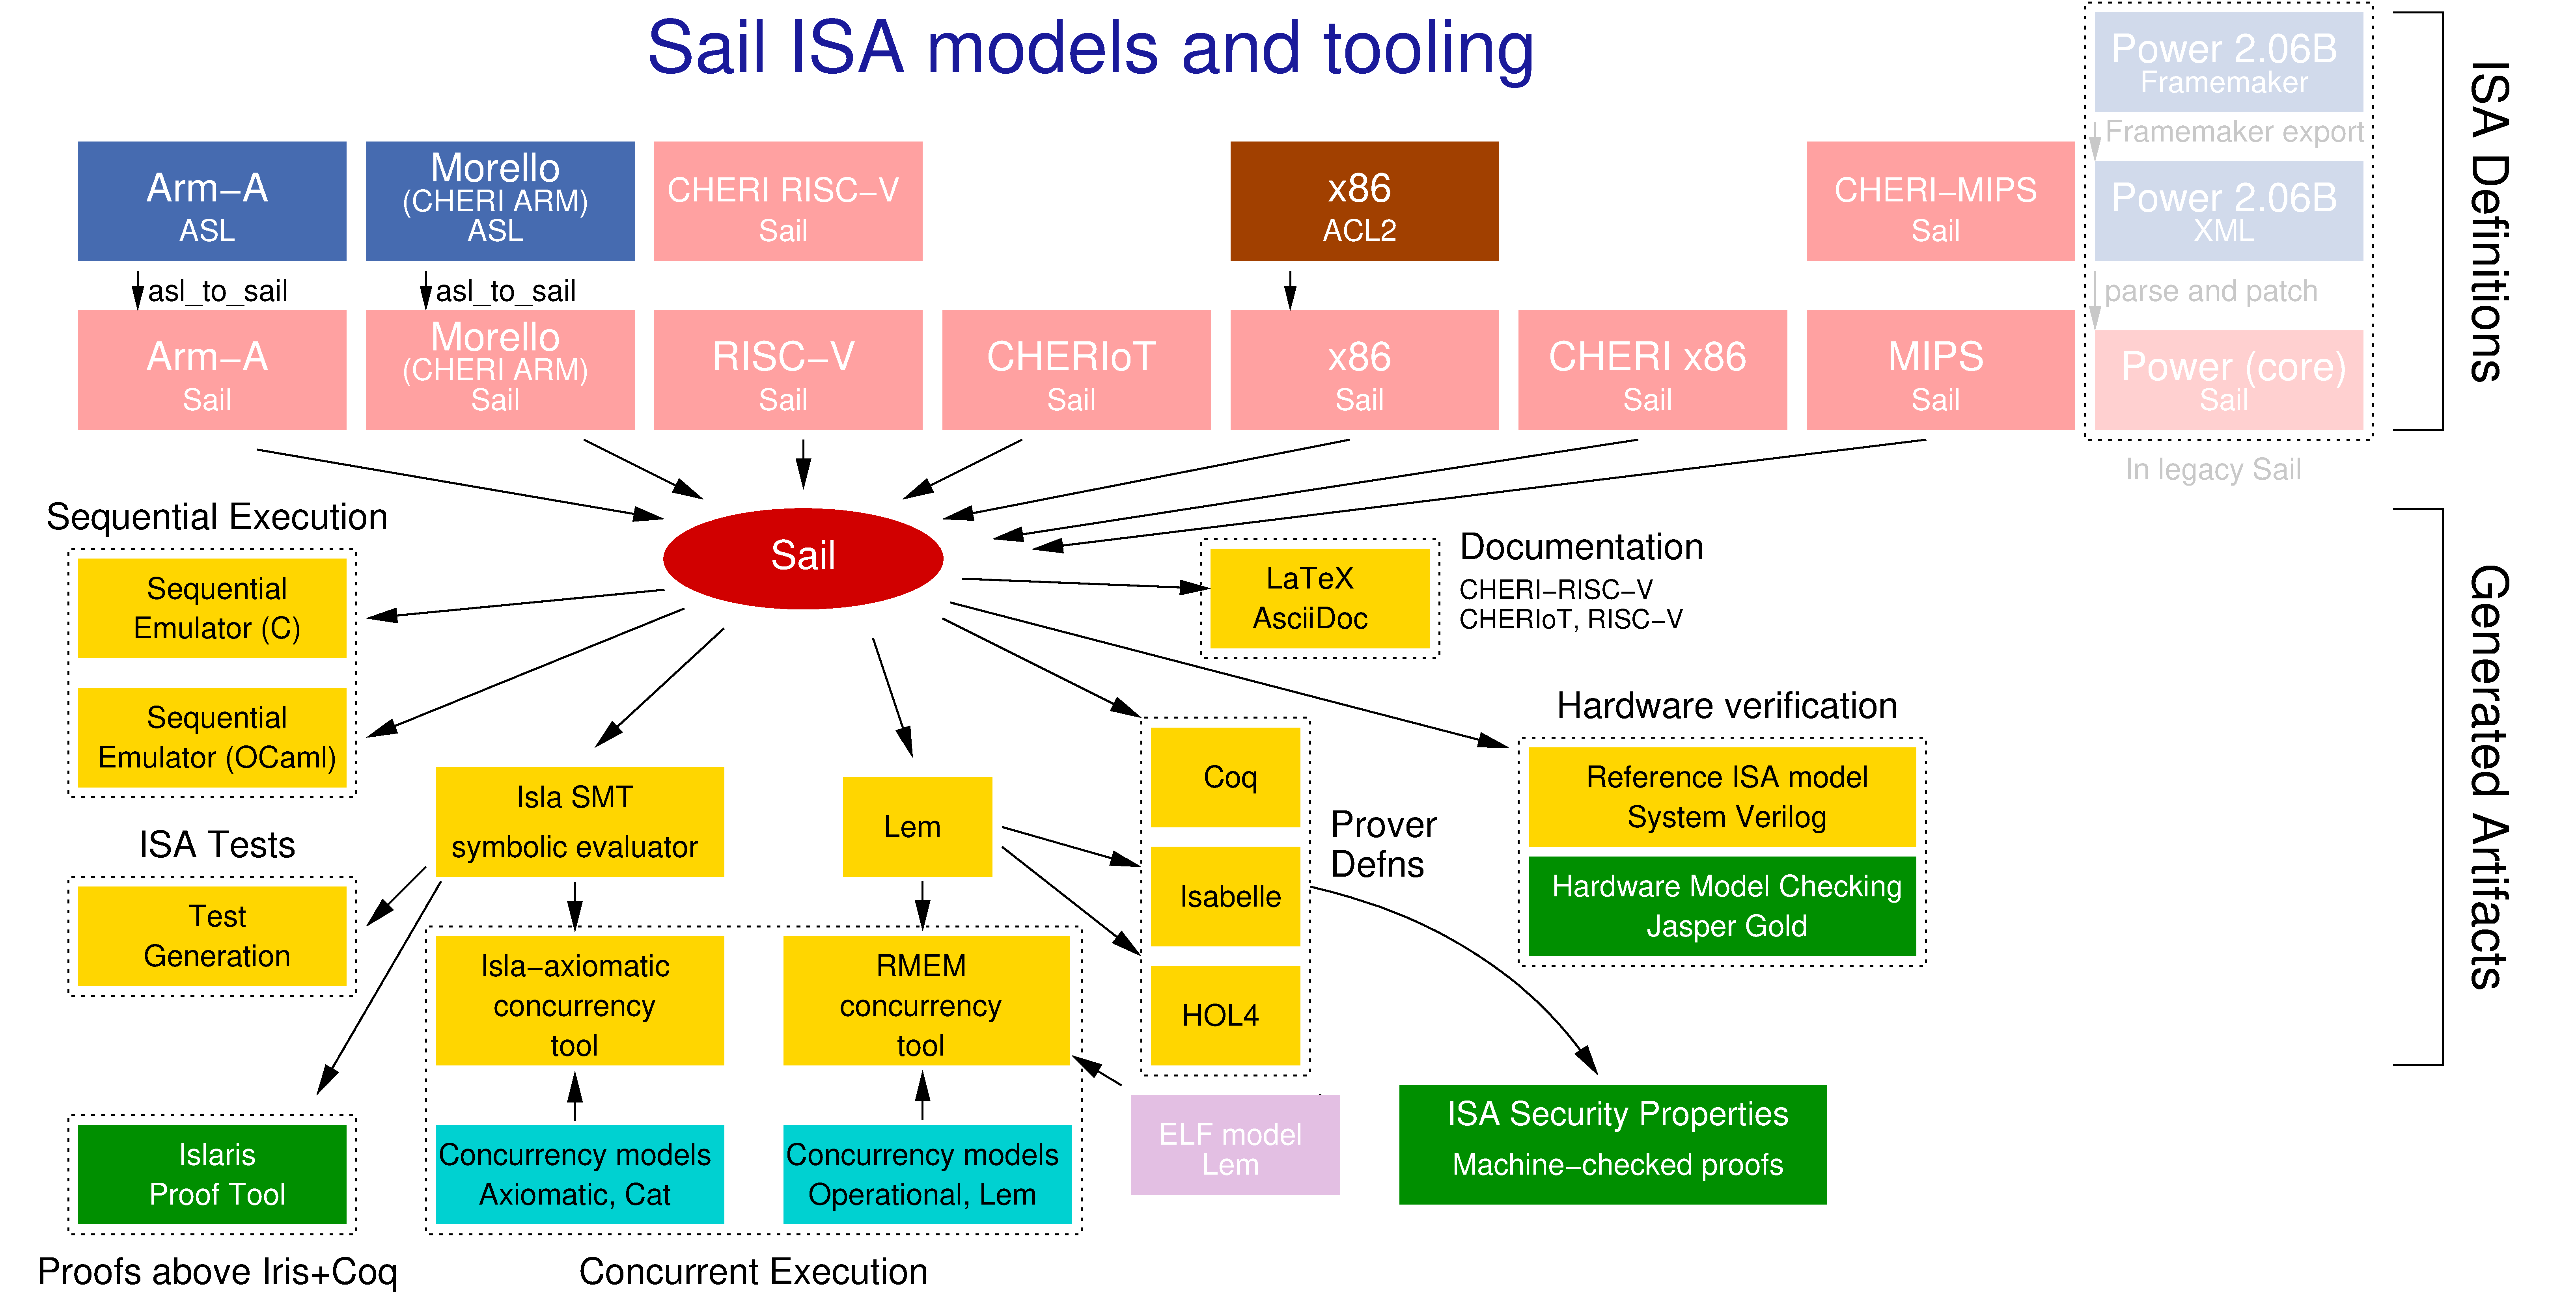 Sail ISA models and tooling
Power 2.06B
Framemaker
Framemaker export
Power 2.06B
XML
parse and patch
Power (core)
Sail
In legacy Sail
ISA Definitions
Arm-A
ASL
Morello
(CHERI ARM)
ASL
CHERI RISC-V
Sail
x86
ACL2
CHERI-MIPS
Sail
asl_to_sail
asl_to_sail
Arm-A
Sail
Morello
(CHERI ARM)
Sail
RISC-V
Sail
CHERIoT
Sail
x86
Sail
CHERI x86
Sail
MIPS
Sail
Sail
Sequential Execution
Sequential
Emulator (C)
Sequential
Emulator (OCaml)
LaTeX
AsciiDoc
Documentation
CHERI-RISC-V
CHERIoT, RISC-V
Generated Artifacts
Hardware verification
Reference ISA model
System Verilog
Hardware Model Checking
Jasper Gold
Isla SMT
symbolic evaluator
Lem
Coq
Isabelle
HOL4
Prover
Defns
ISA Tests
Test
Generation
Isla-axiomatic
concurrency
tool
RMEM
concurrency
tool
Islaris
Proof Tool
Proofs above Iris+Coq
Concurrency models
Axiomatic, Cat
Concurrency models
Operational, Lem
Concurrent Execution
ELF model
Lem
ISA Security Properties
Machine-checked proofs